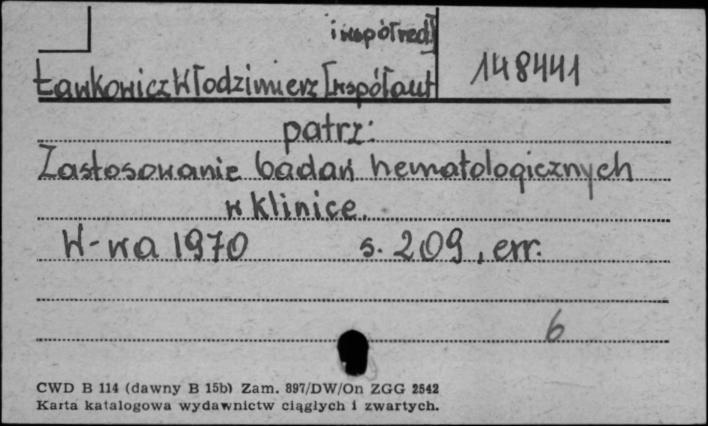 i współred]
Ławkowicz Włodzimierz [współaut
148441
patrz:
Zastosowanie badań hematologicznych
w klinice.
W-wa 1970 s. 209, err.
6
CWD B 114 (dawny B 15b) Zam. 897/DW/On ZGG 2542
Karta katalogowa wydawnictw ciągłych i zwartych.